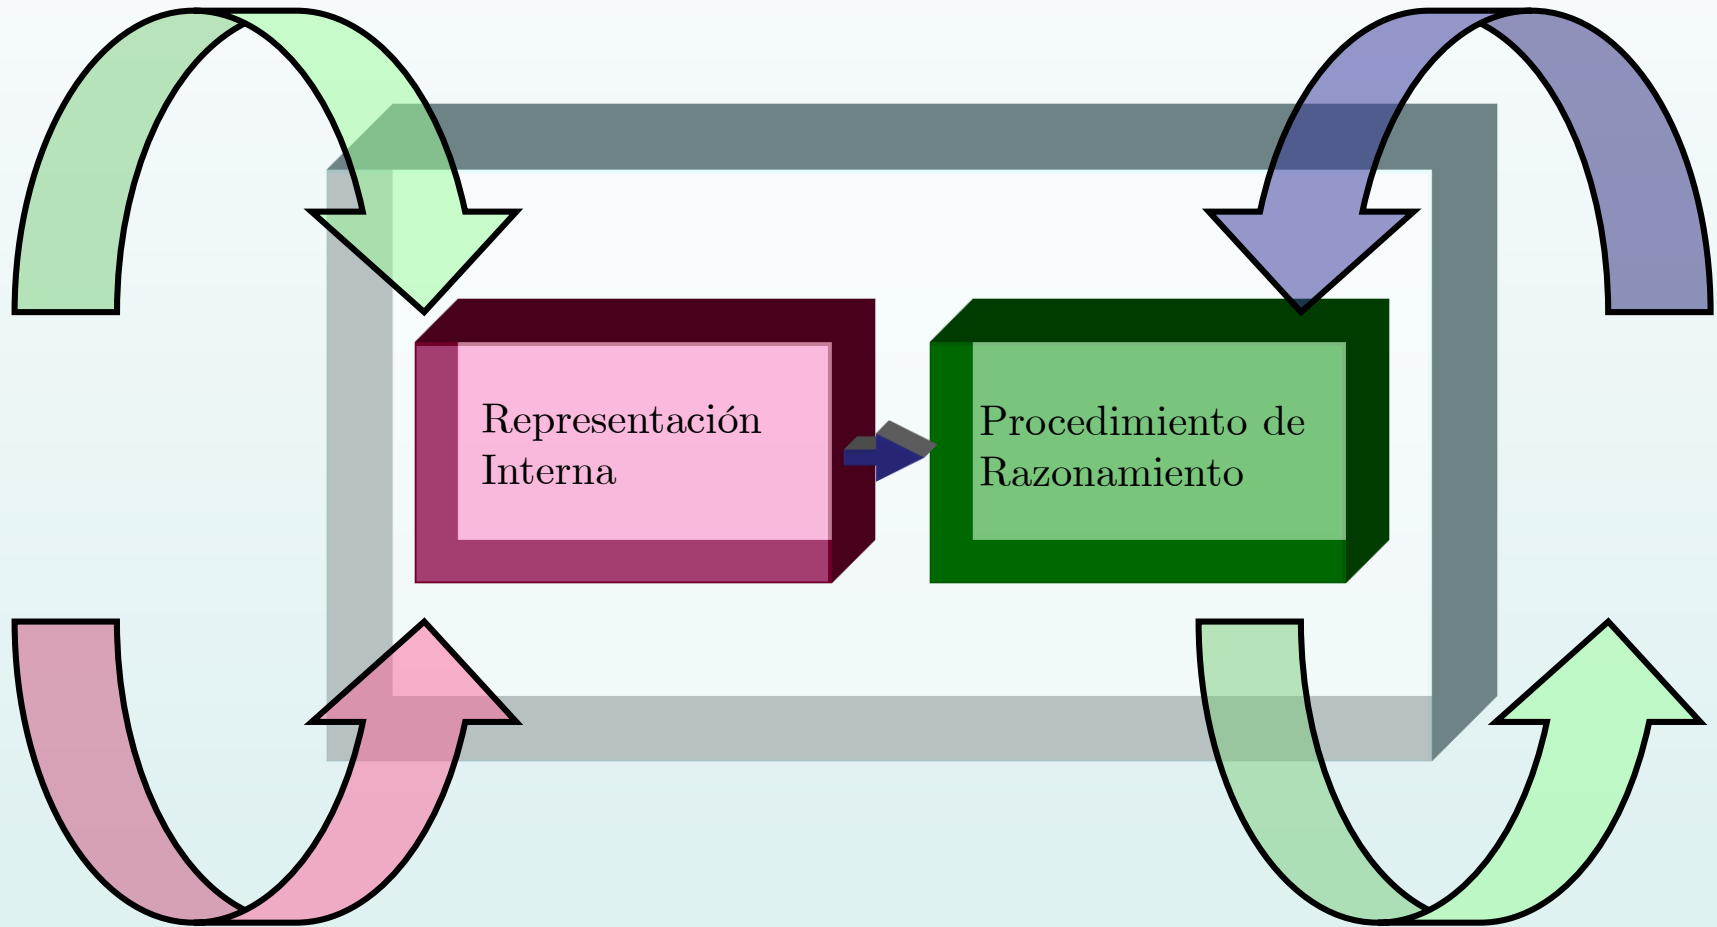 Representación
Interna
Procedimiento de
Razonamiento